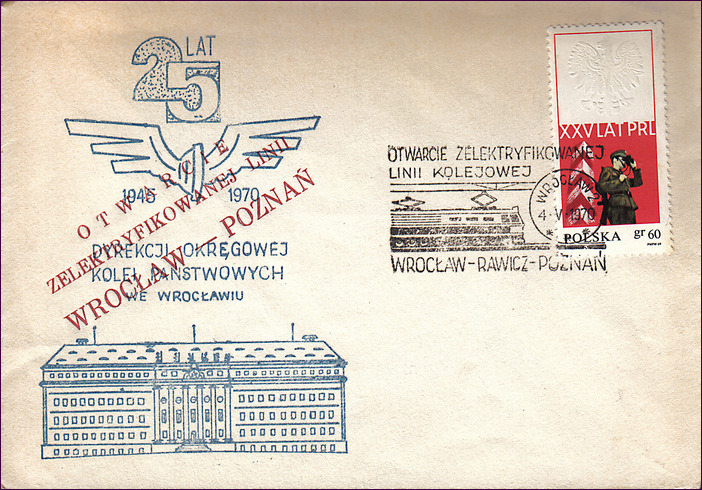 25 LAT
1945 1970
DYREKCJI OKRĘGOWEJ
KOLEI PAŃSTWOWYCH
WE WROCŁAWIU
OTWARCIE
ZELEKTRYFIKOWANEJ LINII
WROCŁAW — POZNAŃ
OTWARCIE ZELEKTRYFIKOWANEJ
LINII KOLEJOWEJ
WROCŁAW 2
4-V-1970
WROCŁAW-RAWICZ-POZNAŃ
XXV LAT PRL
POLSKA gr 60